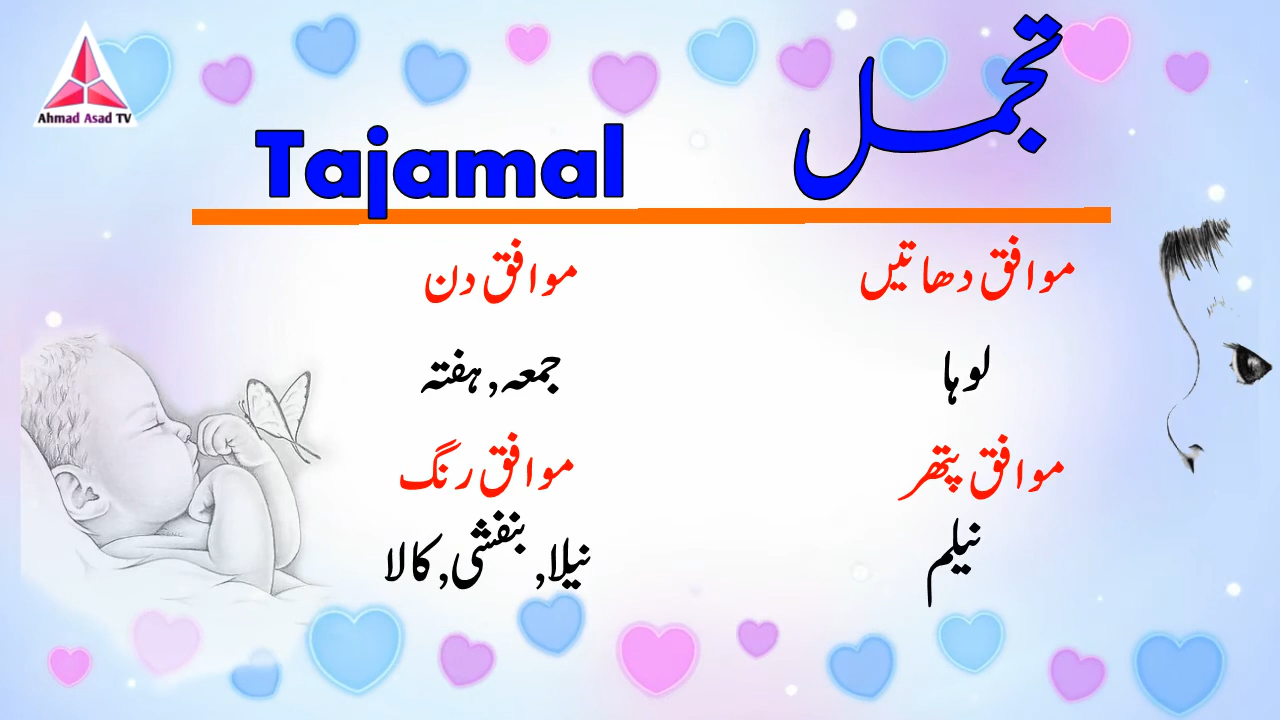 Ahmad Asad TV
تجمل
Tajamal
موافق دھاتیں
موافق دن
لوہا
جمعہ, ہفتہ
موافق پتھر
موافق رنگ
نیلم
نیلا, بنفشی, کالا